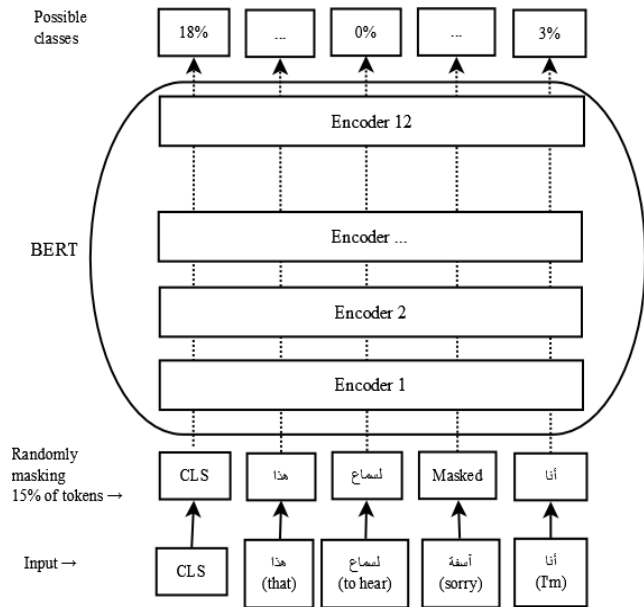 Possible
classes
18%
...
0%
...
3%
Encoder 12
Encoder ...
BERT
Encoder 2
Encoder 1
Randomly
masking
15% of tokens →
CLS
هذا
لسماع
Masked
أنا
Input →
CLS
هذا
(that)
لسماع
(to hear)
آسفة
(sorry)
أنا
(I'm)